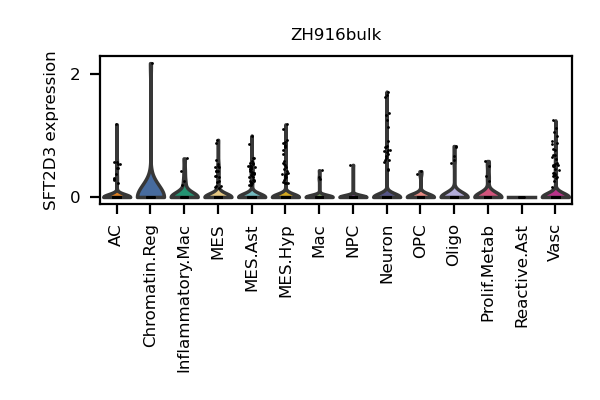 ZH916bulk
SFT2D3 expression
2
0
AC
Chromatin.Reg
Inflammatory.Mac
MES
MES.Ast
MES.Hyp
Mac
NPC
Neuron
OPC
Oligo
Prolif.Metab
Reactive.Ast
Vasc